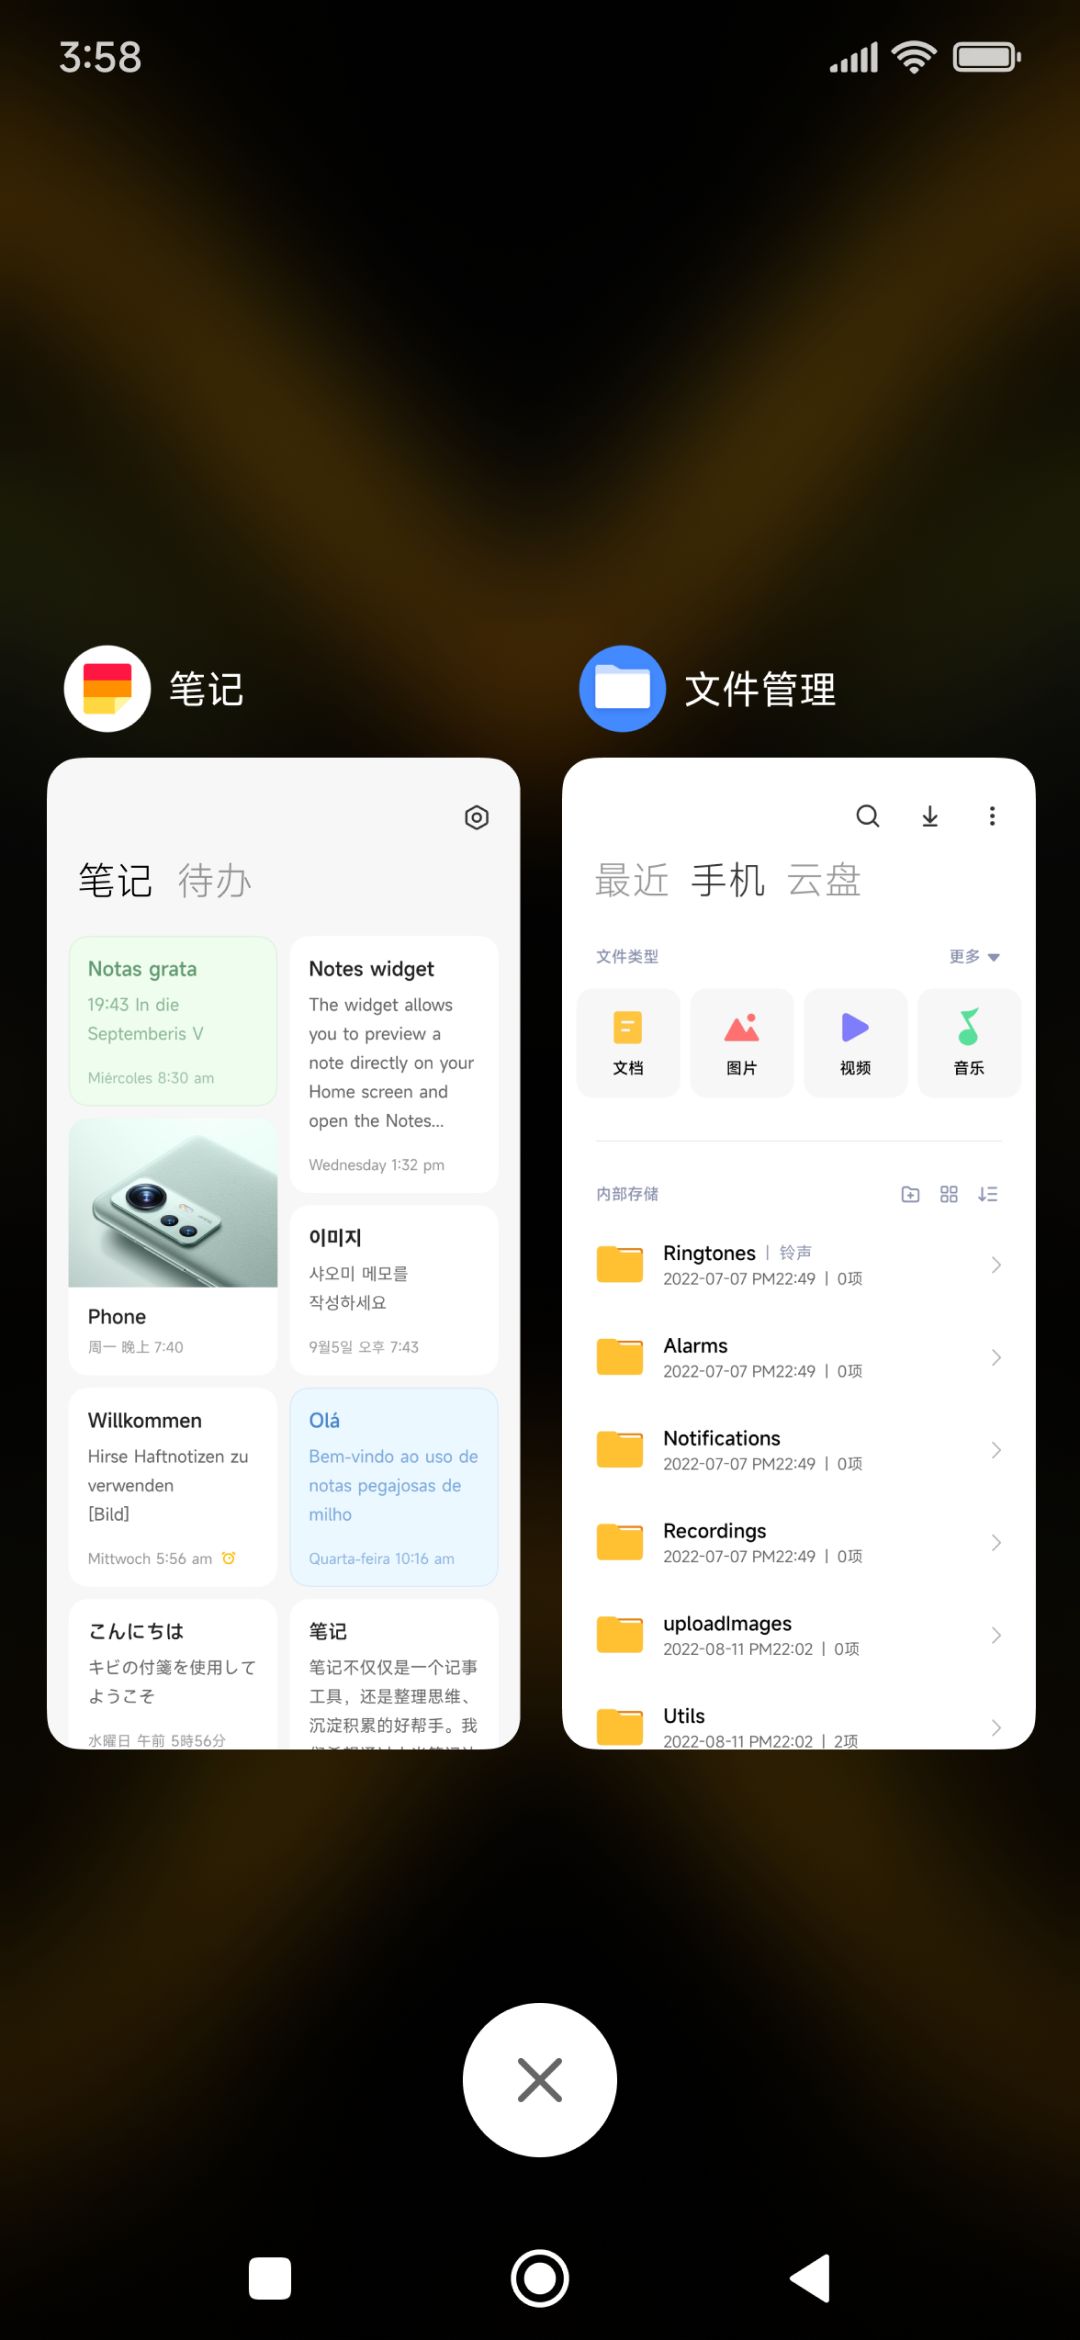 3:58
笔记
笔记 待办
Notas grata
19:43 In die
Septemberis V
Miércoles 8:30 am
Phone
周一 晚上 7:40
Willkommen
Hirse Haftnotizen zu
verwenden
[Bild]
Mittwoch 5:56 am
こんにちは
キビの付箋を使用して
ようこそ
水曜日 午前 5時56分
Notes widget
The widget allows
you to preview a
note directly on your
Home screen and
open the Notes...
Wednesday 1:32 pm
이미지
샤오미 메모를
작성하세요
9월5일 오후 7:43
Olá
Bem-vindo ao uso de
notas pegajosas de
milho
Quarta-feira 10:16 am
笔记
笔记不仅仅是一个记事
工具，还是整理思维、
沉淀积累的好帮手。我
文件管理
最近 手机 云盘
文件类型 更多
文档 图片 视频 音乐
内部存储
Ringtones | 铃声
2022-07-07 PM22:49 | 0项
Alarms
2022-07-07 PM22:49 | 0项
Notifications
2022-07-07 PM22:49 | 0项
Recordings
2022-07-07 PM22:49 | 0项
uploadImages
2022-08-11 PM22:02 | 0项
Utils
2022-08-11 PM22:02 | 2项